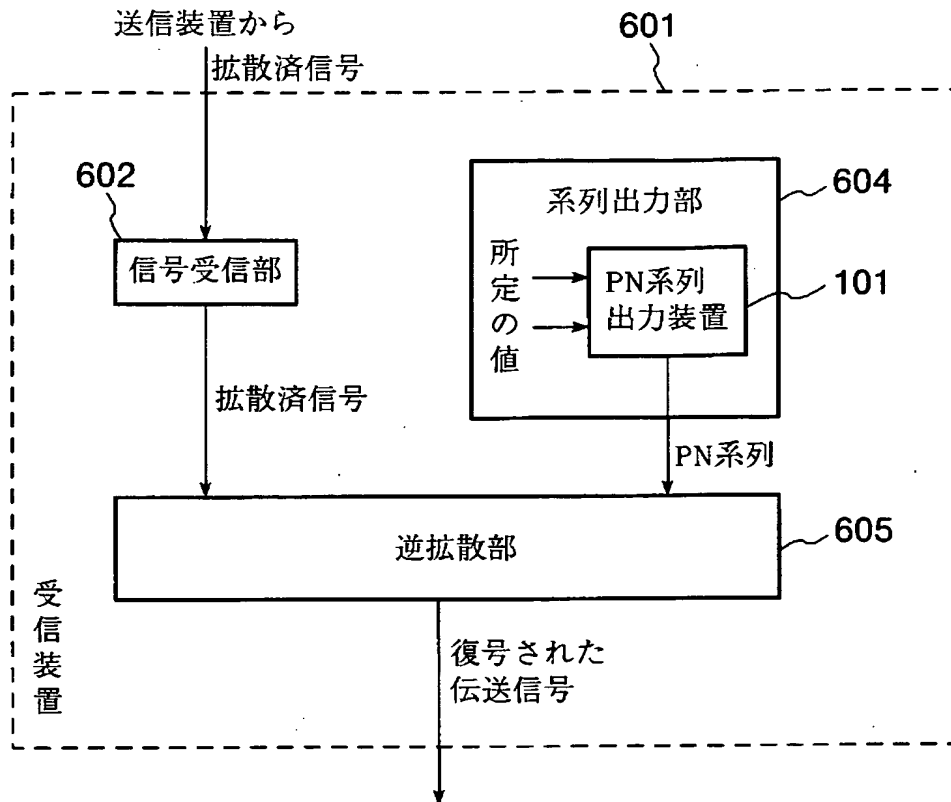 送信装置から
拡散済信号
601
602
信号受信部
系列出力部
604
所定の値
PN系列
出力装置
101
拡散済信号
PN系列
逆拡散部
605
受信装置
復号された
伝送信号